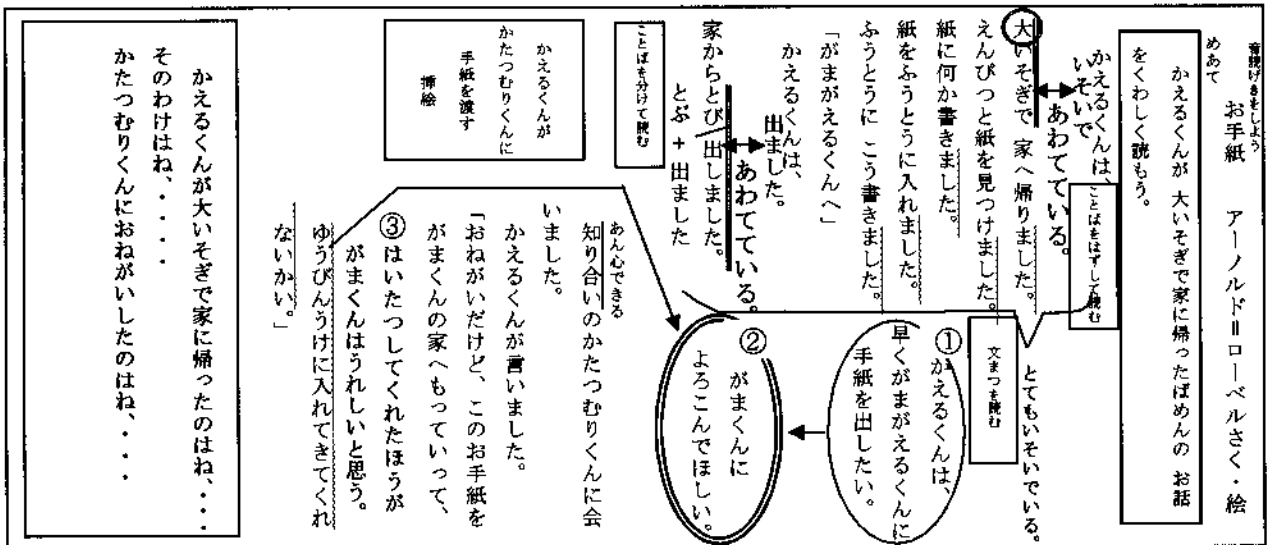 音読げきをしよう
お手紙　アーノルド＝ローベルさく・絵
めあて
かえるくんが 大いそぎで家に帰ったばめんの お話
をくわしく読もう。
かえるくんは、
いそいで
ことばをはずして読む
あわてている。
大いそぎで 家へ帰りました。
とてもいそいでいる。
えんぴつと紙を見つけました。
文まつを読む
紙に何か書きました。
紙をふうとうに入れました。
ふうとうに こう書きました。
「がまがえるくんへ」
①
かえるくんは、
早くがまがえるくんに
手紙を出したい。
かえるくんは、
出ました。
あわてている。
家からとび出しました。
とぶ ＋ 出ました
ことばを分けて読む
②
がまくんに
よろこんでほしい。
かえるくんが
かたつむりくんに
手紙を渡す
挿絵
あん心できる
知り合いのかたつむりくんに会
いました。
かえるくんが言いました。
「おねがいだけど、このお手紙を
がまくんの家へもっていって、
③はいたつしてくれたほうが
がまくんはうれしいと思う。
ゆうびんうけに入れてきてくれ
ないかい。」
かえるくんが大いそぎで家に帰ったのはね、・・・・
そのわけはね、・・・・
かたつむりくんにおねがいしたのはね、・・・・